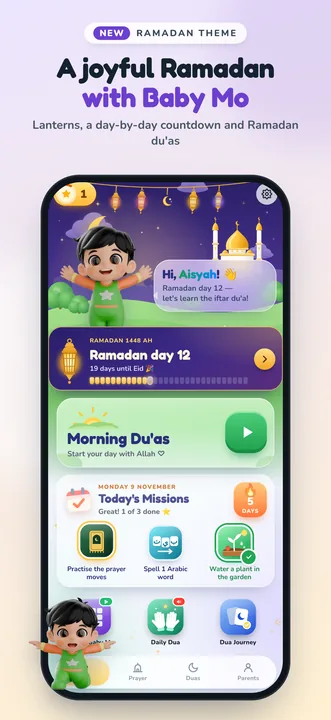 NEW RAMADAN THEME
A joyful Ramadan
with Baby Mo
Lanterns, a day-by-day countdown and Ramadan
du'as
1
Hi, Aisyah! 👋
Ramadan day 12 —
let's learn the iftar du'a!
RAMADAN 1448 AH
Ramadan day 12
19 days until Eid 🎉
Morning Du'as
Start your day with Allah ♡
MONDAY 9 NOVEMBER
Today's Missions
Great! 1 of 3 done ⭐
5
DAYS
Practise the prayer
moves
Spell 1 Arabic
word
Water a plant in
the garden
Daily Dua
Dua Journey
Prayer
Duas
Parents